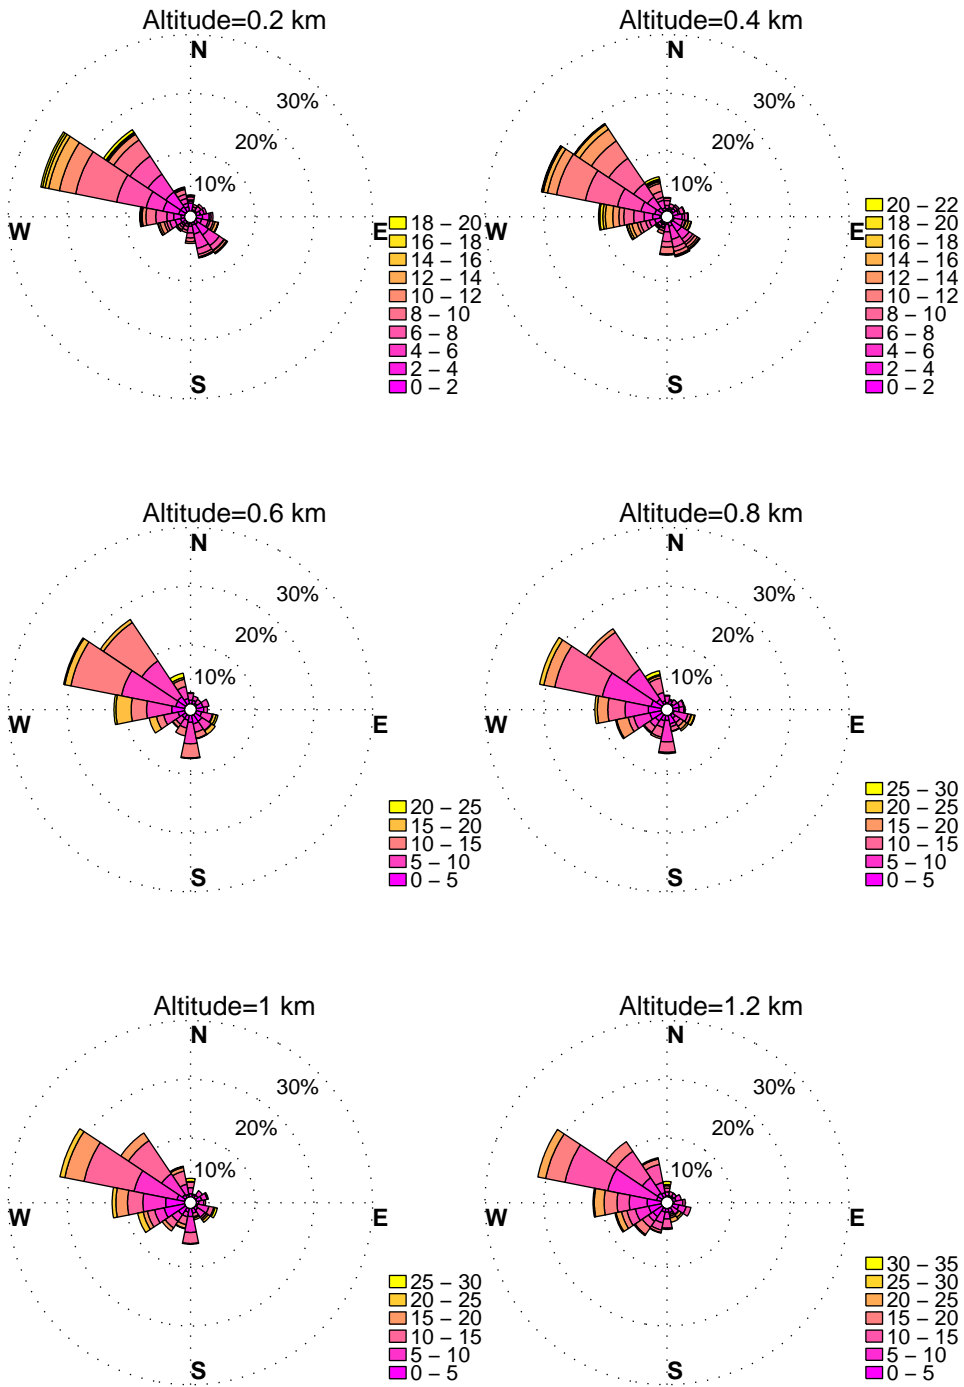 Altitude=0.2 km
N
30%
20%
10%
W
E
S
18 – 20
16 – 18
14 – 16
12 – 14
10 – 12
8 – 10
6 – 8
4 – 6
2 – 4
0 – 2
Altitude=0.4 km
N
30%
20%
10%
W
E
S
20 – 22
18 – 20
16 – 18
14 – 16
12 – 14
10 – 12
8 – 10
6 – 8
4 – 6
2 – 4
0 – 2
Altitude=0.6 km
N
30%
20%
10%
W
E
S
20 – 25
15 – 20
10 – 15
5 – 10
0 – 5
Altitude=0.8 km
N
30%
20%
10%
W
E
S
25 – 30
20 – 25
15 – 20
10 – 15
5 – 10
0 – 5
Altitude=1 km
N
30%
20%
10%
W
E
S
25 – 30
20 – 25
15 – 20
10 – 15
5 – 10
0 – 5
Altitude=1.2 km
N
30%
20%
10%
W
E
S
30 – 35
25 – 30
20 – 25
15 – 20
10 – 15
5 – 10
0 – 5